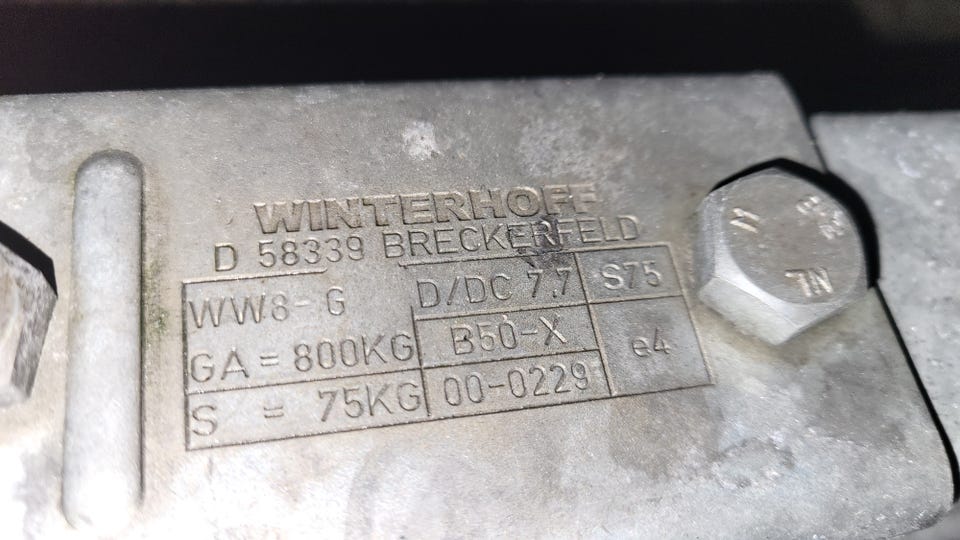 WINTERHOFF
D 58339 BRECKERFELD
WW8-G D/DC 7.7 S75
GA = 800KG B50-X e4
S = 75KG 00-0229